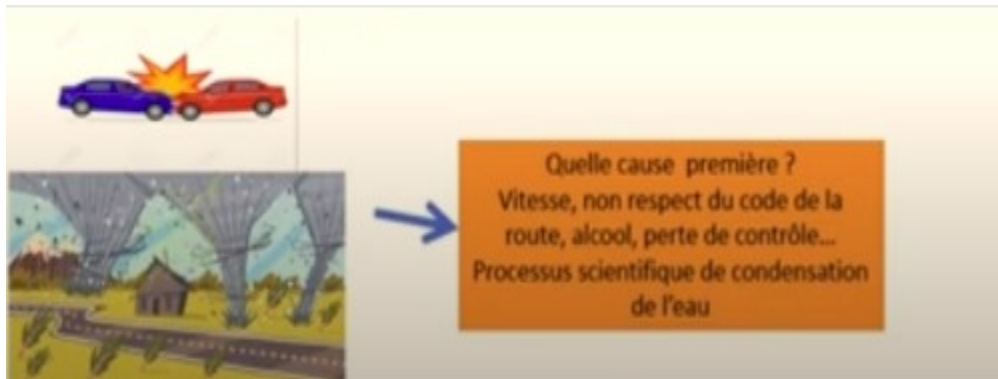 Quelle cause première ?
Vitesse, non respect du code de la
route, alcool, perte de contrôle...
Processus scientifique de condensation
de l'eau